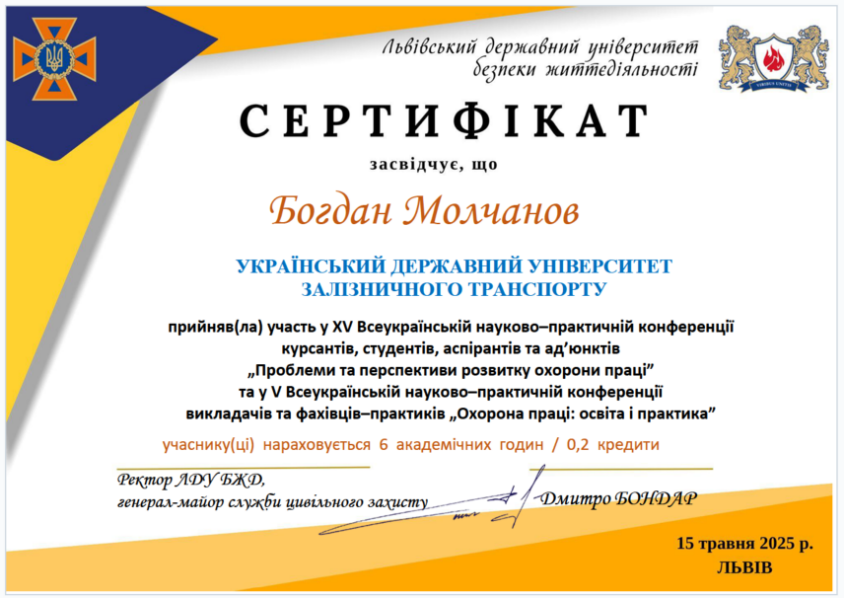 Львівський державний університет
безпеки життєдіяльності
СЕРТИФІКАТ
засвідчує, що
Богдан Молчанов
УКРАЇНСЬКИЙ ДЕРЖАВНИЙ УНІВЕРСИТЕТ
ЗАЛІЗНИЧНОГО ТРАНСПОРТУ
прийняв(ла) участь у XV Всеукраїнській науково–практичній конференції
курсантів, студентів, аспірантів та ад’юнктів
„Проблеми та перспективи розвитку охорони праці”
та у V Всеукраїнській науково–практичній конференції
викладачів та фахівців–практиків „Охорона праці: освіта і практика”
учаснику(ці) нараховується 6 академічних годин / 0,2 кредити
Ректор ЛДУ БЖД,
генерал-майор служби цивільного захисту
Дмитро БОНДАР
15 травня 2025 р.
ЛЬВІВ